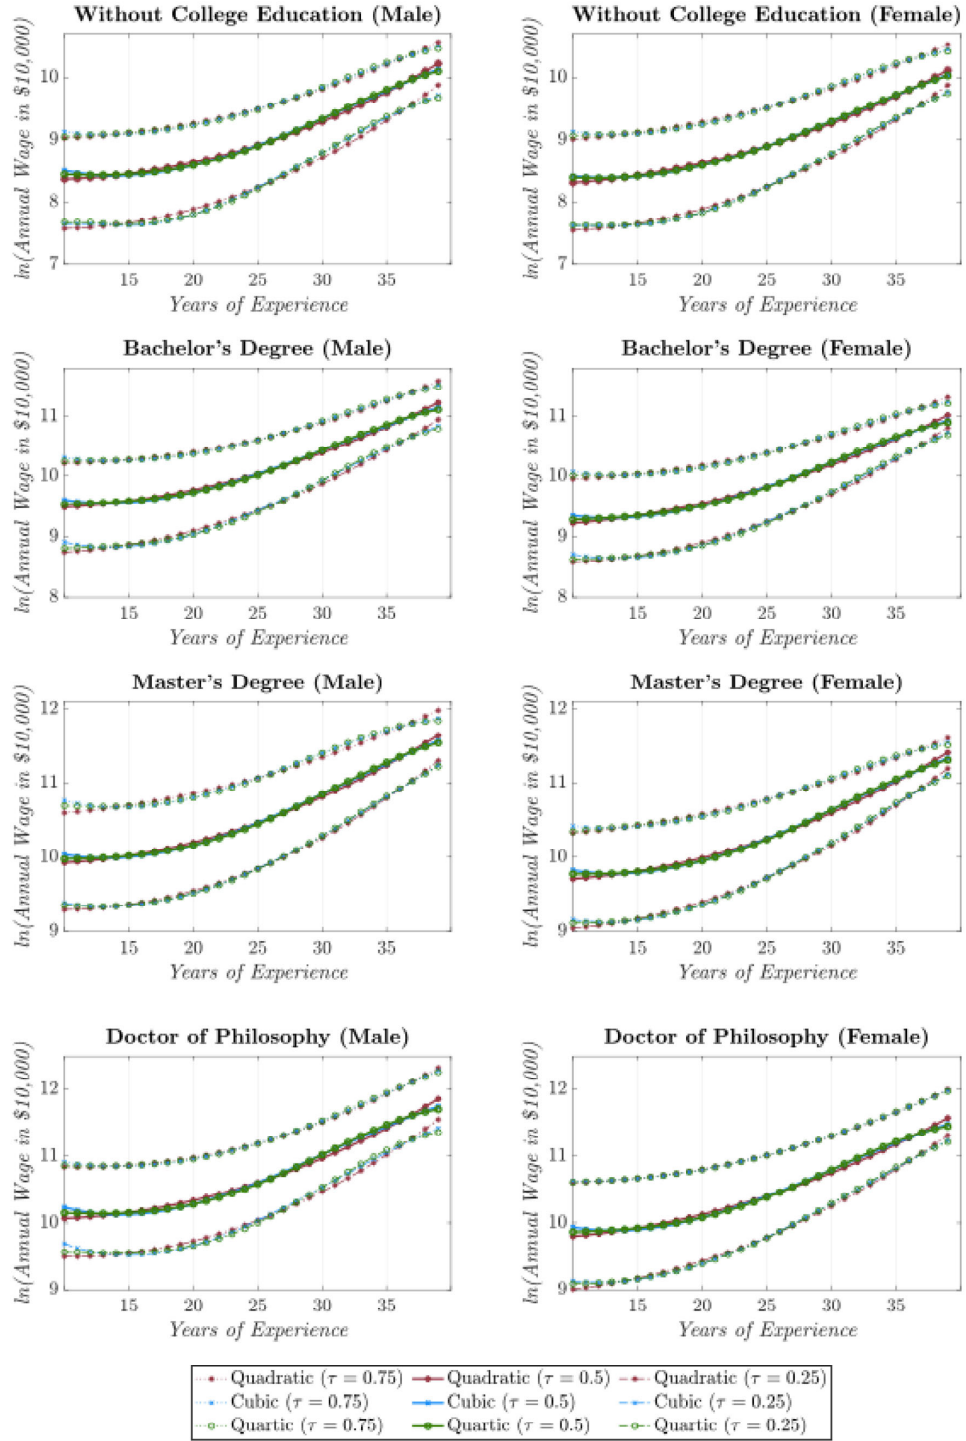 Without College Education (Male)
ln(Annual Wage in $10,000)
10
9
8
7
15 20 25 30 35
Years of Experience
Without College Education (Female)
ln(Annual Wage in $10,000)
10
9
8
7
15 20 25 30 35
Years of Experience
Bachelor's Degree (Male)
ln(Annual Wage in $10,000)
11
10
9
8
15 20 25 30 35
Years of Experience
Bachelor's Degree (Female)
ln(Annual Wage in $10,000)
11
10
9
8
15 20 25 30 35
Years of Experience
Master's Degree (Male)
ln(Annual Wage in $10,000)
12
11
10
9
15 20 25 30 35
Years of Experience
Master's Degree (Female)
ln(Annual Wage in $10,000)
12
11
10
9
15 20 25 30 35
Years of Experience
Doctor of Philosophy (Male)
ln(Annual Wage in $10,000)
12
11
10
9
15 20 25 30 35
Years of Experience
Doctor of Philosophy (Female)
ln(Annual Wage in $10,000)
12
11
10
9
15 20 25 30 35
Years of Experience
Quadratic (τ = 0.75) Quadratic (τ = 0.5) Quadratic (τ = 0.25)
Cubic (τ = 0.75) Cubic (τ = 0.5) Cubic (τ = 0.25)
Quartic (τ = 0.75) Quartic (τ = 0.5) Quartic (τ = 0.25)